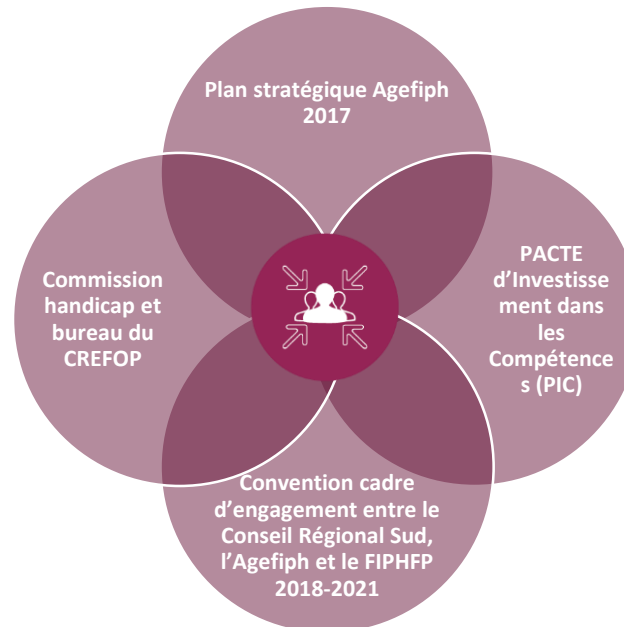 Plan stratégique Agefiph
2017
Commission
handicap et
bureau du
CREFOP
PACTE
d’Investisse
ment dans
les
Compétence
s (PIC)
Convention cadre
d’engagement entre le
Conseil Régional Sud,
l’Agefiph et le FIPHFP
2018-2021